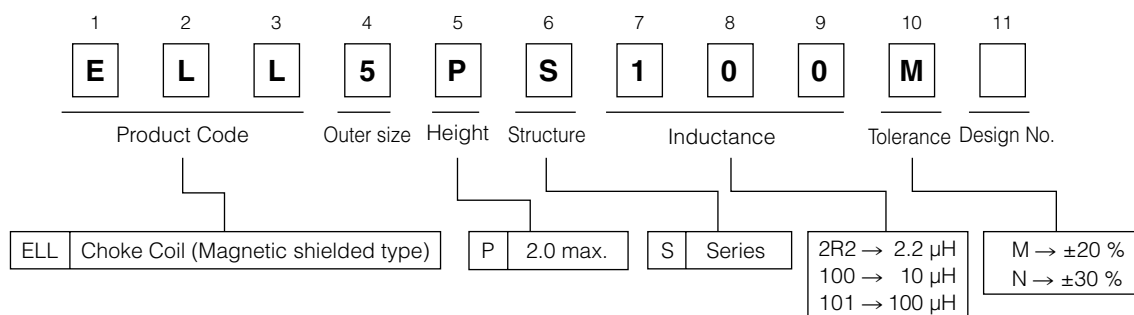 1 2 3 4 5 6 7 8 9 10 11
E L L 5 P S 1 0 0 M
Product Code Outer size Height Structure Inductance Tolerance Design No.
ELL Choke Coil (Magnetic shielded type)
P 2.0 max.
S Series
2R2 → 2.2 µH
100 → 10 µH
101 → 100 µH
M → ±20 %
N → ±30 %